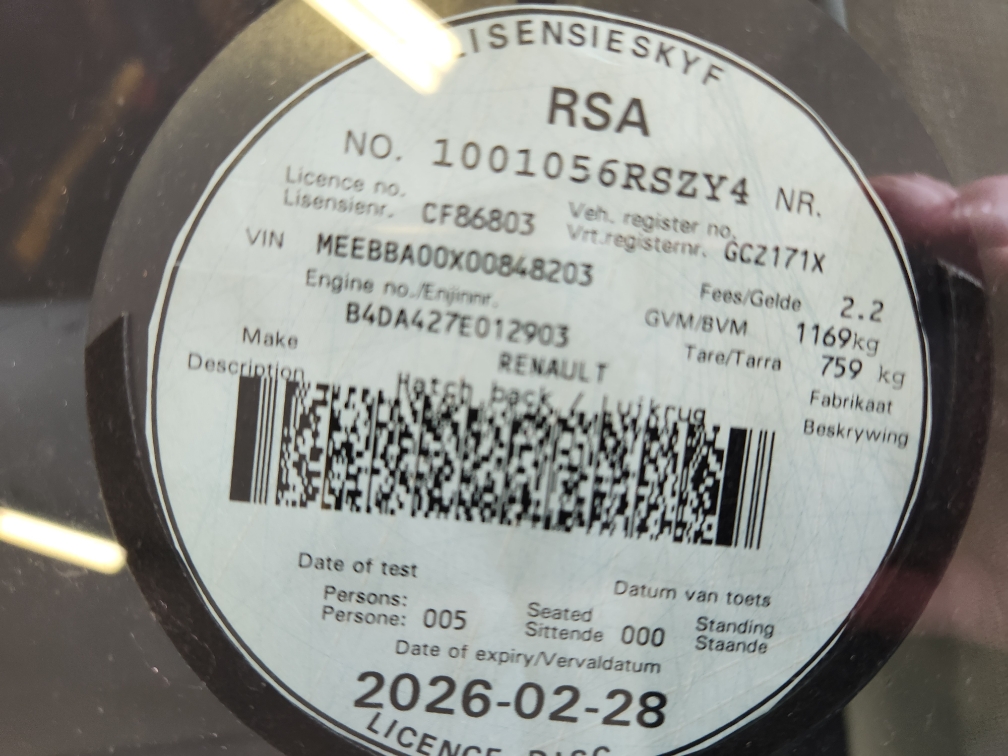 LISENSIESKYF
RSA
NO. 1001056RSZY4 NR.
Licence no.
Lisensienr. CF86803
Veh. register no.
Vrt.registernr. GCZ171X
VIN MEEBBA00X00848203
Engine no./Enjinnr.
B4DA427E012903
Fees/Gelde 2.2
GVM/BVM 1169kg
Tare/Tarra 759 kg
Make RENAULT Fabrikaat
Description Hatch back / Luikrug Beskrywing
Date of test Datum van toets
Persons:
Persone: 005
Seated
Sittende 000
Standing
Staande
Date of expiry/Vervaldatum
2026-02-28
LICENCE DISC